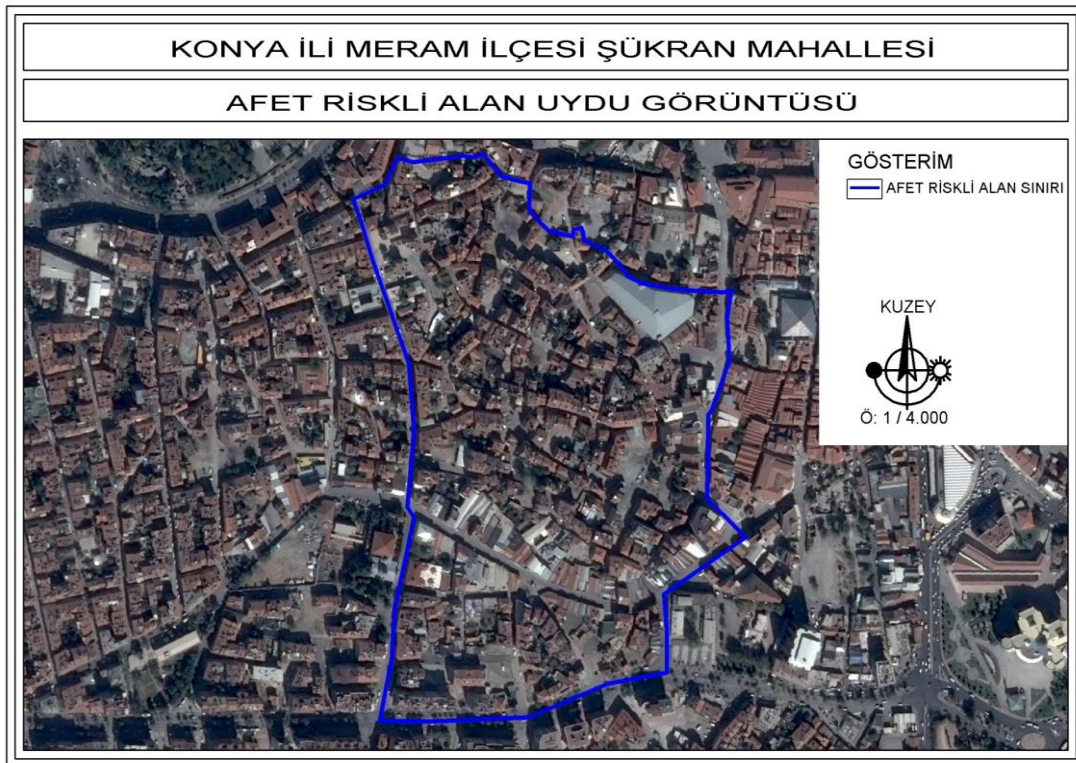 KONYA İLİ MERAM İLÇESİ ŞÜKRAN MAHALLESİ
AFET RİSKLİ ALAN UYDU GÖRÜNTÜSÜ
GÖSTERİM
AFET RİSKLİ ALAN SINIRI
KUZEY
Ö: 1 / 4.000